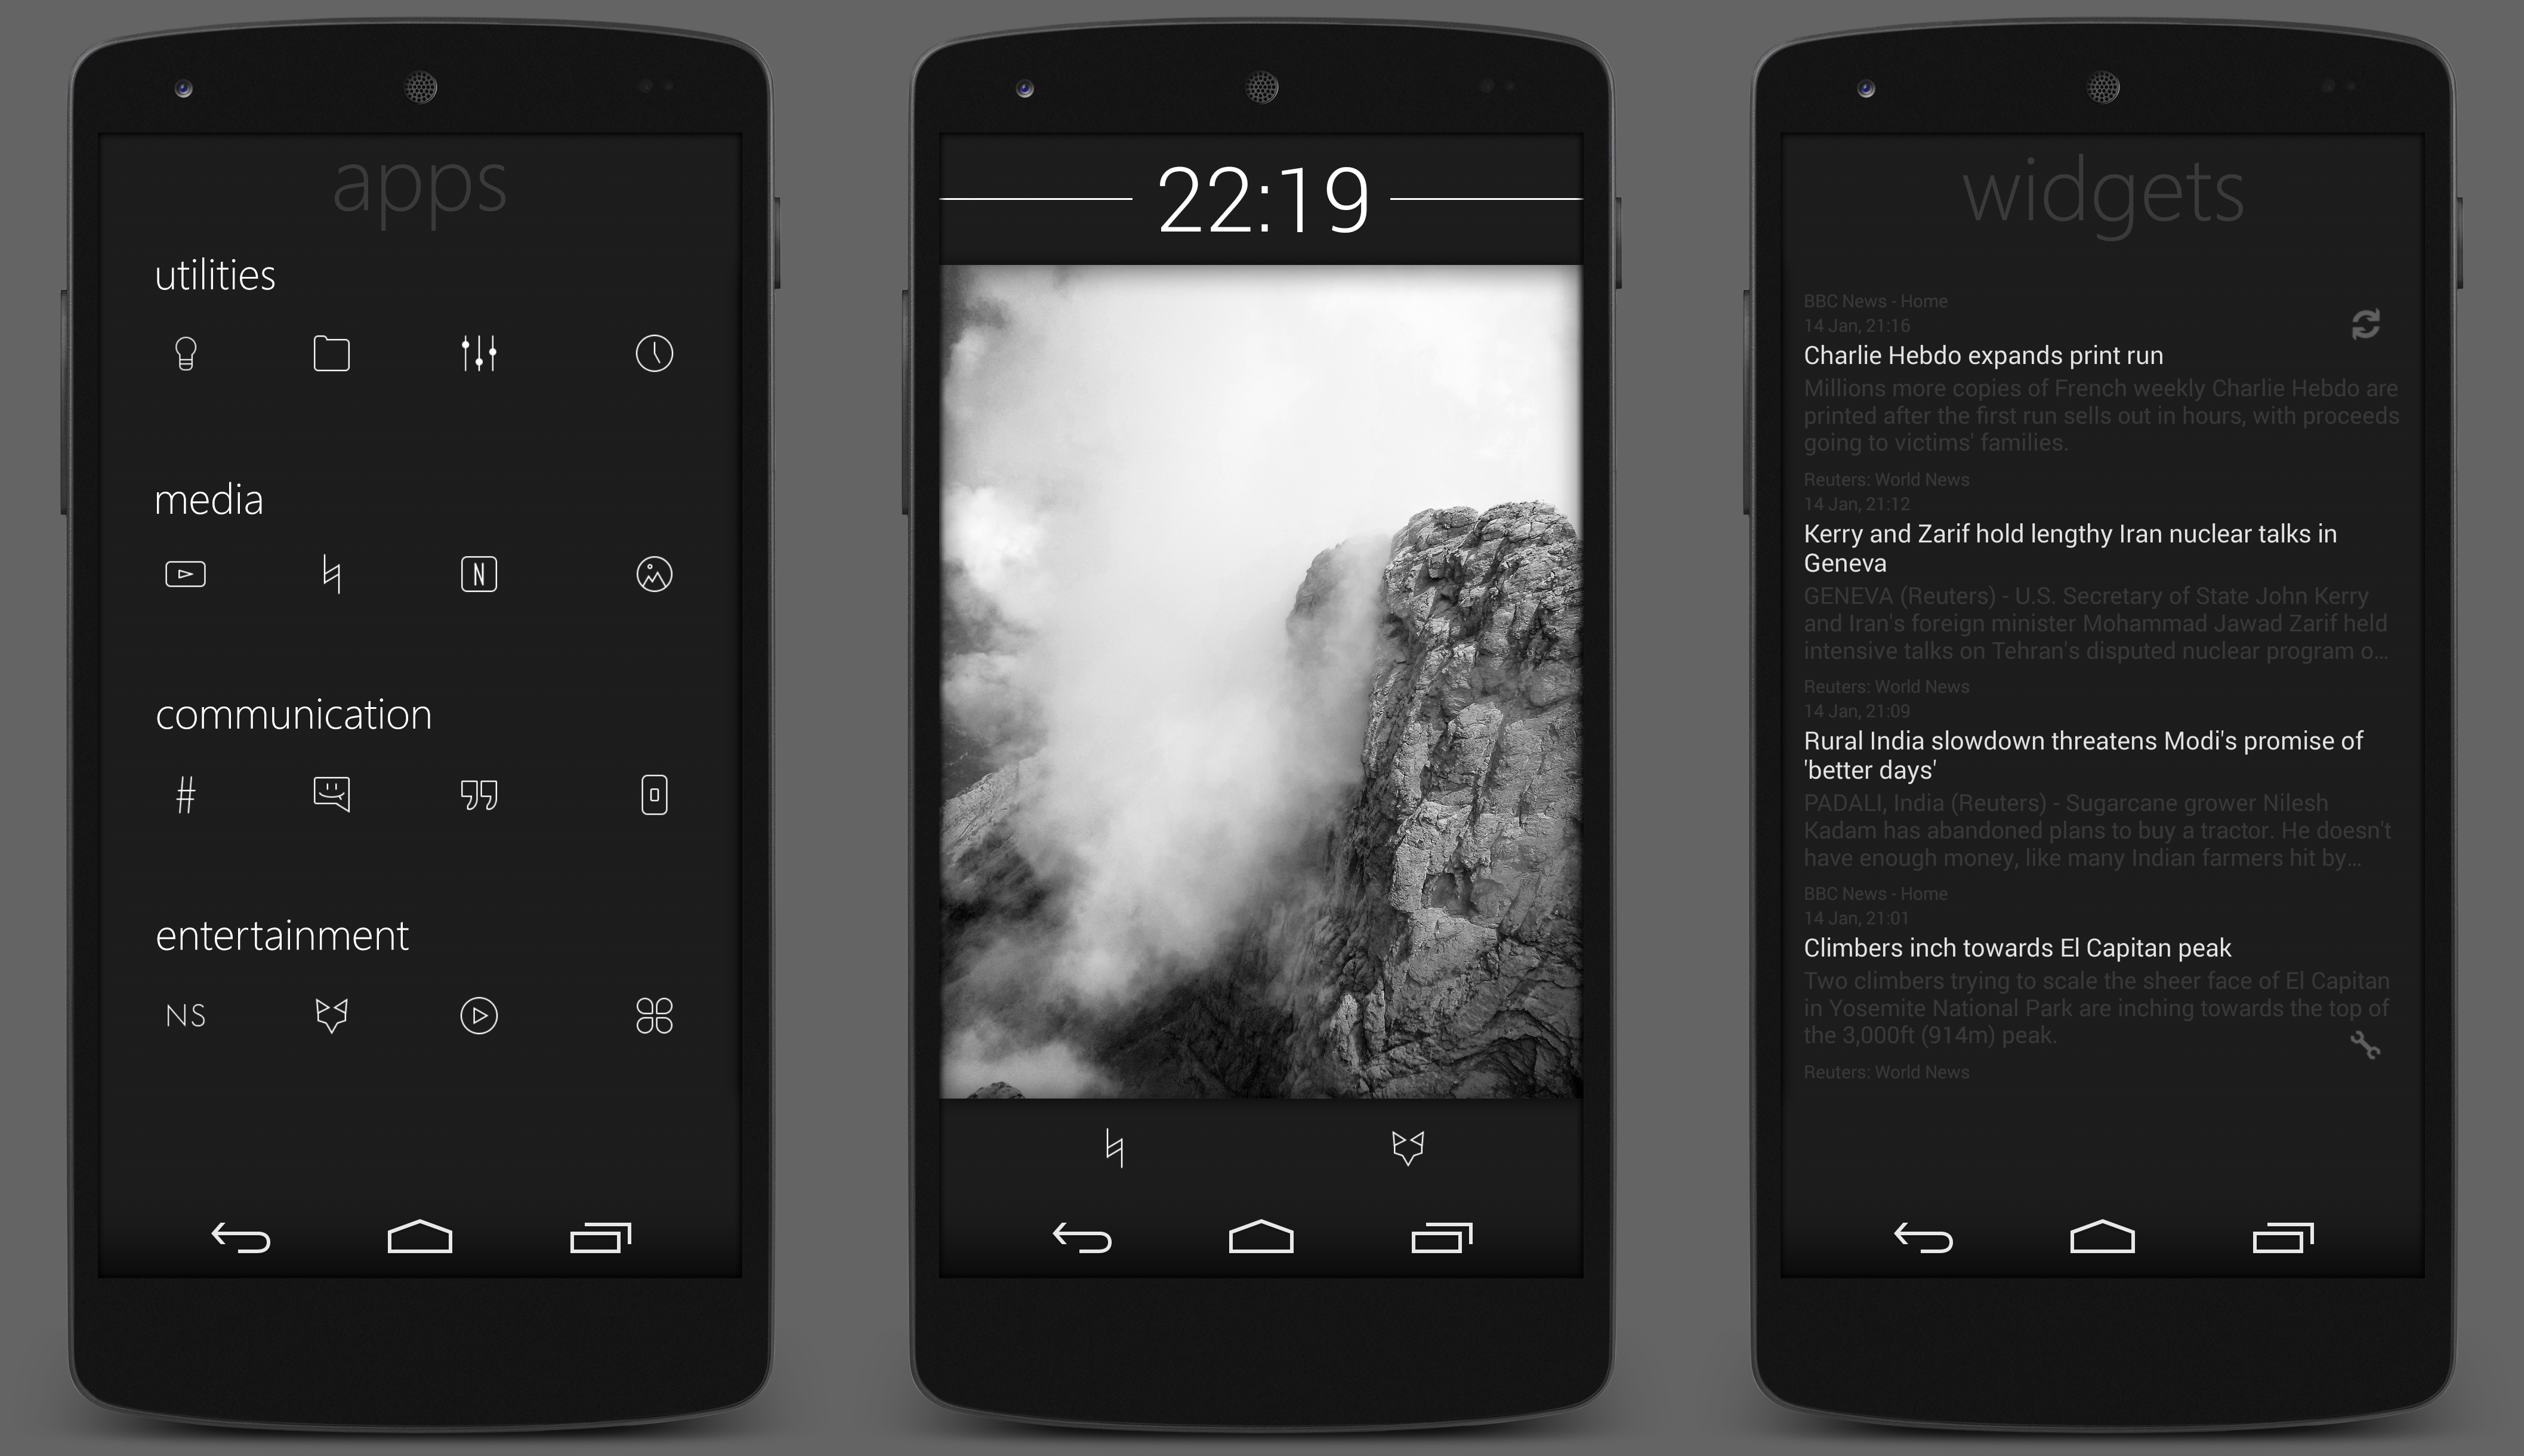 apps
utilities
media
N
communication
#
entertainment
NS
22:19
widgets
BBC News - Home
14 Jan, 21:16
Charlie Hebdo expands print run
Millions more copies of French weekly Charlie Hebdo are
printed after the first run sells out in hours, with proceeds
going to victims' families.
Reuters: World News
14 Jan, 21:12
Kerry and Zarif hold lengthy Iran nuclear talks in
Geneva
GENEVA (Reuters) - U.S. Secretary of State John Kerry
and Iran's foreign minister Mohammad Jawad Zarif held
intensive talks on Tehran's disputed nuclear program o...
Reuters: World News
14 Jan, 21:09
Rural India slowdown threatens Modi's promise of
'better days'
PADALI, India (Reuters) - Sugarcane grower Nilesh
Kadam has abandoned plans to buy a tractor. He doesn't
have enough money, like many Indian farmers hit by...
BBC News - Home
14 Jan, 21:01
Climbers inch towards El Capitan peak
Two climbers trying to scale the sheer face of El Capitan
in Yosemite National Park are inching towards the top of
the 3,000ft (914m) peak.
Reuters: World News